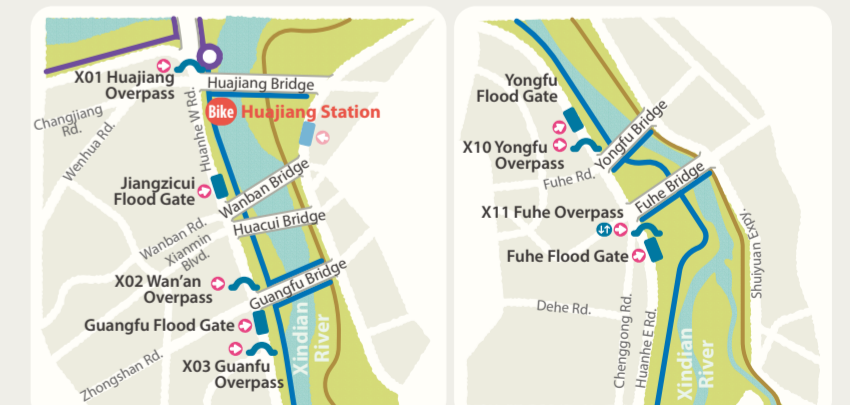 X01 Huajiang
Overpass
Huajiang Bridge
Bike
Huajiang Station
Changjiang
Rd.
Wenhua Rd.
Huanhe W Rd.
Jiangzicui
Flood Gate
Wanban Bridge
Huacui Bridge
Wanban Rd.
Xianmin
Blvd.
X02 Wan'an
Overpass
Guangfu Bridge
Guangfu Flood Gate
X03 Guanfu
Overpass
Zhongshan Rd.
Xindian
River
Yongfu
Flood Gate
X10 Yongfu
Overpass
Yongfu Bridge
Fuhe Rd.
Fuhe Bridge
X11 Fuhe Overpass
Fuhe Flood Gate
Shuiyuan Expy.
Dehe Rd.
Chenggong Rd.
Huanhe E Rd.
Xindian
River